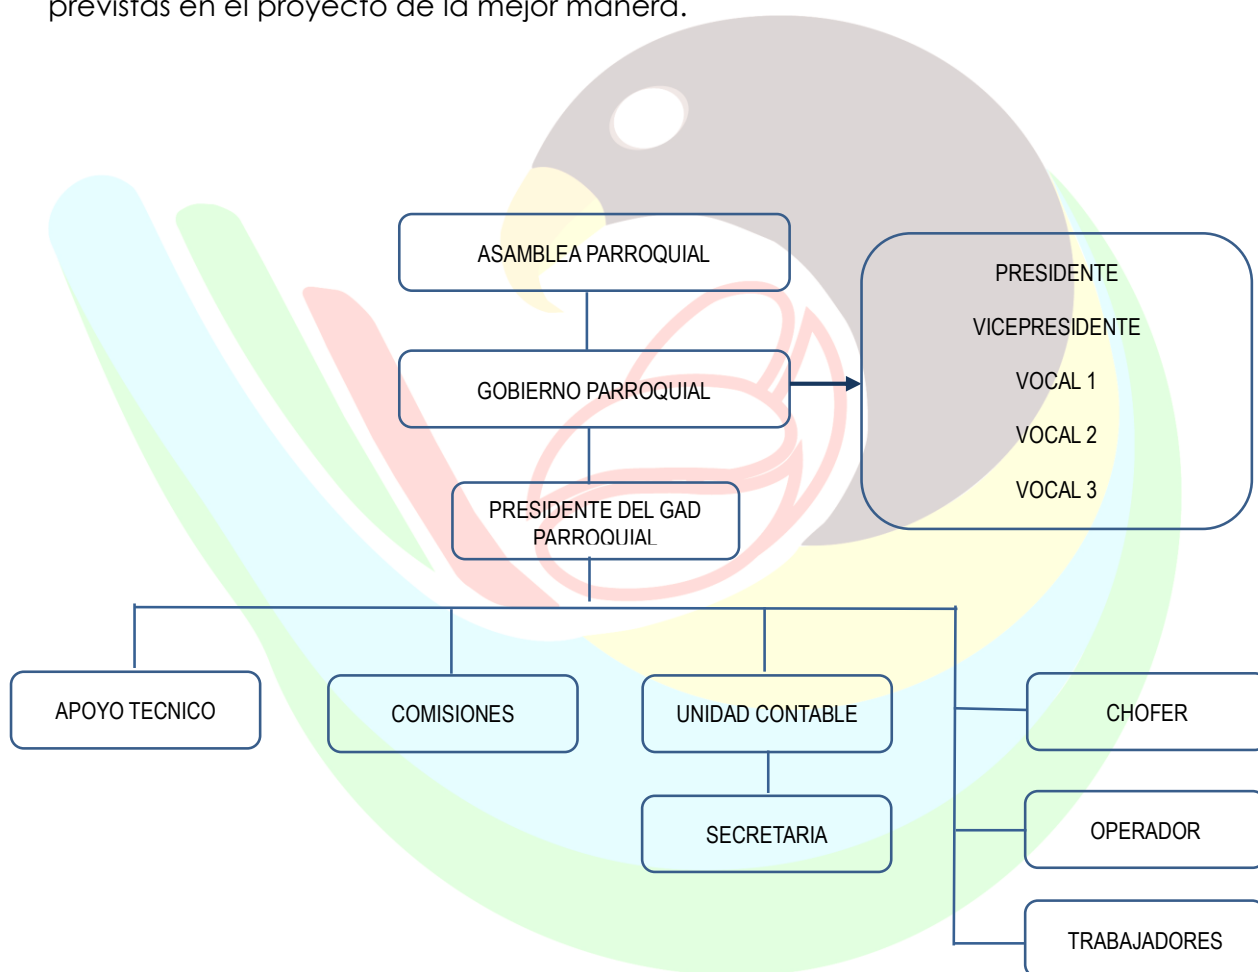 previstas en el proyecto de la mejor manera.
ASAMBLEA PARROQUIAL
GOBIERNO PARROQUIAL
PRESIDENTE
VICEPRESIDENTE
VOCAL 1
VOCAL 2
VOCAL 3
PRESIDENTE DEL GAD
PARROQUIAL
APOYO TECNICO
COMISIONES
UNIDAD CONTABLE
SECRETARIA
CHOFER
OPERADOR
TRABAJADORES